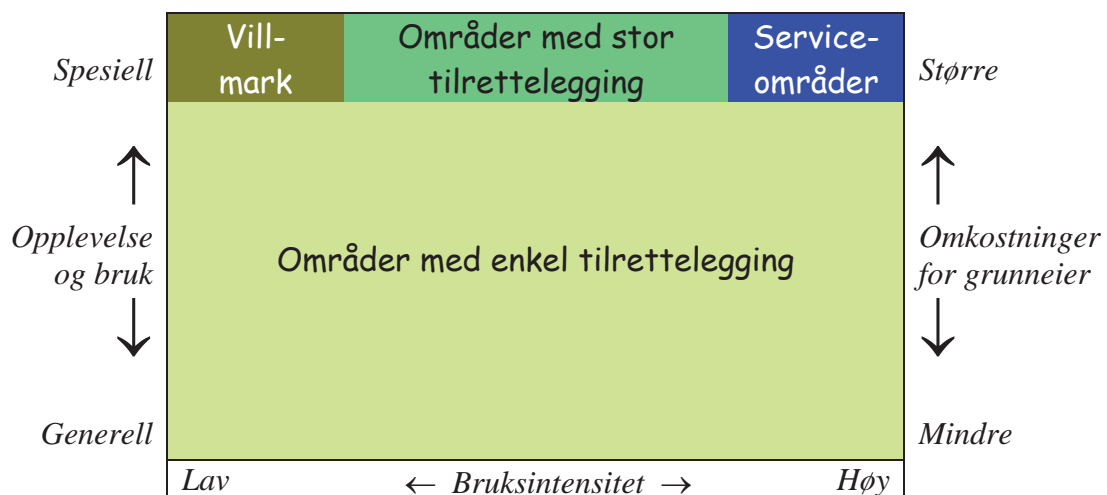 Vill-
mark
Områder med stor
tilrettelegging
Service-
områder
Spesiell
Større
Opplevelse
og bruk
Områder med enkel tilrettelegging
Omkostninger
for grunneier
Generell
Mindre
Lav
← Bruksintensitet →
Høy